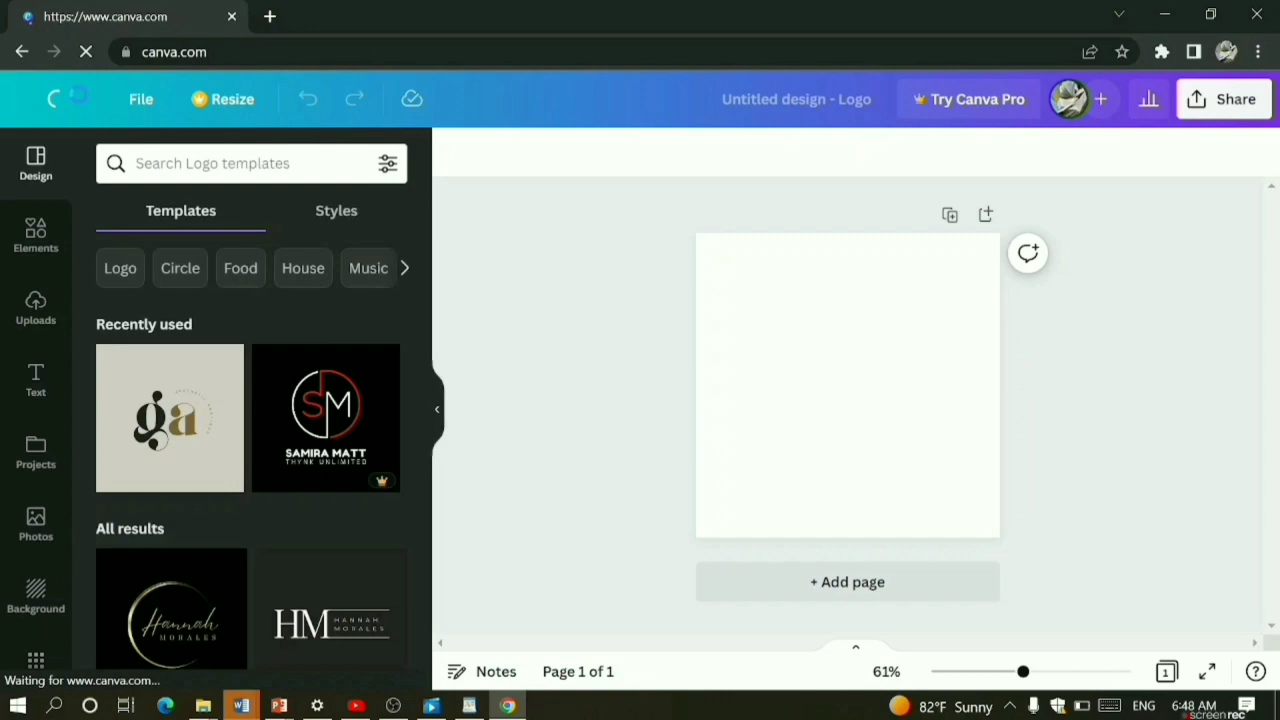 https://www.canva.com
canva.com
File
Resize
Untitled design - Logo
Try Canva Pro
Share
Design
Elements
Uploads
Text
Projects
Photos
Background
Search Logo templates
Templates
Styles
Logo
Circle
Food
House
Music
Recently used
ga
SM
SAMIRA MATT
THYNK UNLIMITED
All results
Hannah
MORALES
HM
HANNAH
MORALES
+ Add page
Waiting for www.canva.com...
Notes
Page 1 of 1
61%
1
82°F Sunny
ENG
6:48 AM
screenrec